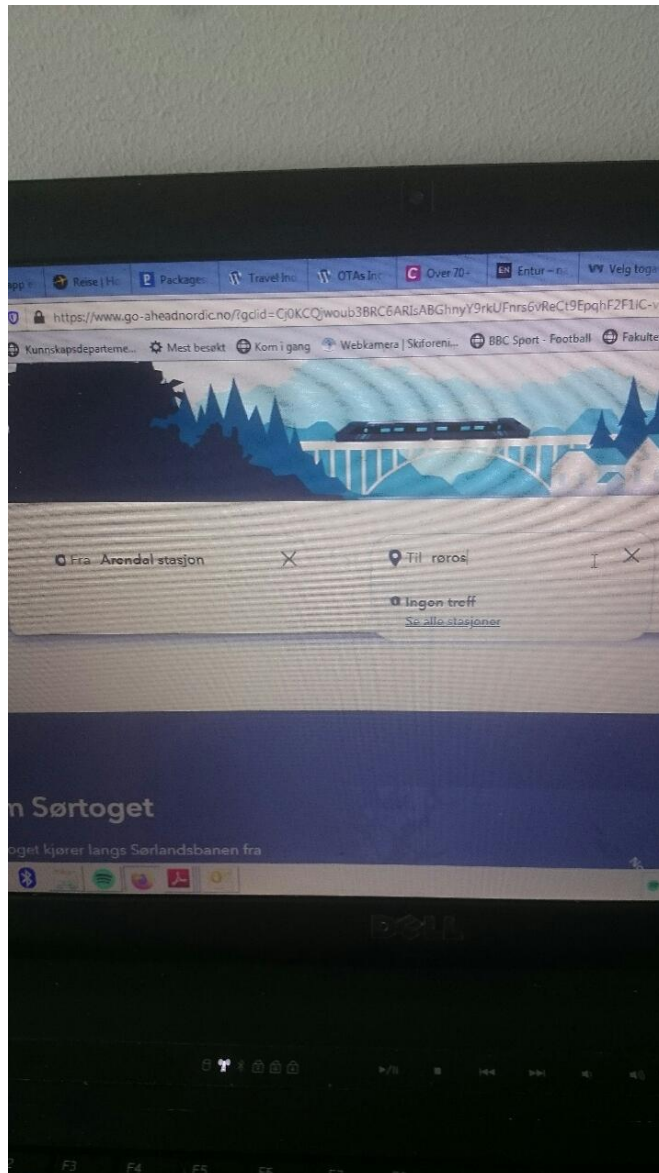 Reise | Ho
Packages
Travel Inc
OTAs Inc
Over 70-
Entur – n
Velg toga
https://www.go-aheadnordic.no/?gclid=
Kunnskapsdeparteme...
Mest besøkt
Kom i gang
Webkamera | Skiforeni...
BBC Sport - Football
Fakulte
Fra Arendal stasjon
Til røros
Ingen treff
Se alle stasjoner
m Sørtoget
oget kjører langs Sørlandsbanen fra
DELL
F3 F4 F5 F6